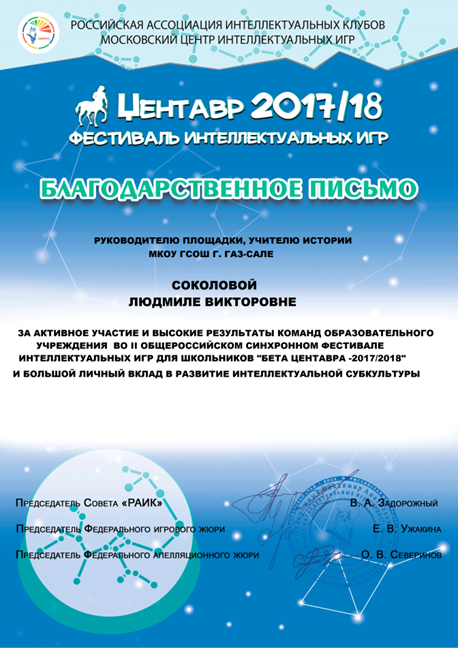 РОССИЙСКАЯ АССОЦИАЦИЯ ИНТЕЛЛЕКТУАЛЬНЫХ КЛУБОВ
МОСКОВСКИЙ ЦЕНТР ИНТЕЛЛЕКТУАЛЬНЫХ ИГР
ЦЕНТАВР 2017/18
ФЕСТИВАЛЬ ИНТЕЛЛЕКТУАЛЬНЫХ ИГР
БЛАГОДАРСТВЕННОЕ ПИСЬМО
РУКОВОДИТЕЛЮ ПЛОЩАДКИ, УЧИТЕЛЮ ИСТОРИИ
МКОУ ГСОШ Г. ГАЗ-САЛЕ
СОКОЛОВОЙ
ЛЮДМИЛЕ ВИКТОРОВНЕ
ЗА АКТИВНОЕ УЧАСТИЕ И ВЫСОКИЕ РЕЗУЛЬТАТЫ КОМАНД ОБРАЗОВАТЕЛЬНОГО
УЧРЕЖДЕНИЯ ВО II ОБЩЕРОССИЙСКОМ СИНХРОННОМ ФЕСТИВАЛЕ
ИНТЕЛЛЕКТУАЛЬНЫХ ИГР ДЛЯ ШКОЛЬНИКОВ "БЕТА ЦЕНТАВРА -2017/2018"
И БОЛЬШОЙ ЛИЧНЫЙ ВКЛАД В РАЗВИТИЕ ИНТЕЛЛЕКТУАЛЬНОЙ СУБКУЛЬТУРЫ
ПРЕДСЕДАТЕЛЬ СОВЕТА «РАИК» В. А. ЗАДОРОЖНЫЙ
ПРЕДСЕДАТЕЛЬ ФЕДЕРАЛЬНОГО ИГРОВОГО ЖЮРИ Е. В. УЖАКИНА
ПРЕДСЕДАТЕЛЬ ФЕДЕРАЛЬНОГО АПЕЛЛЯЦИОННОГО ЖЮРИ О. В. СЕВЕРИНОВ